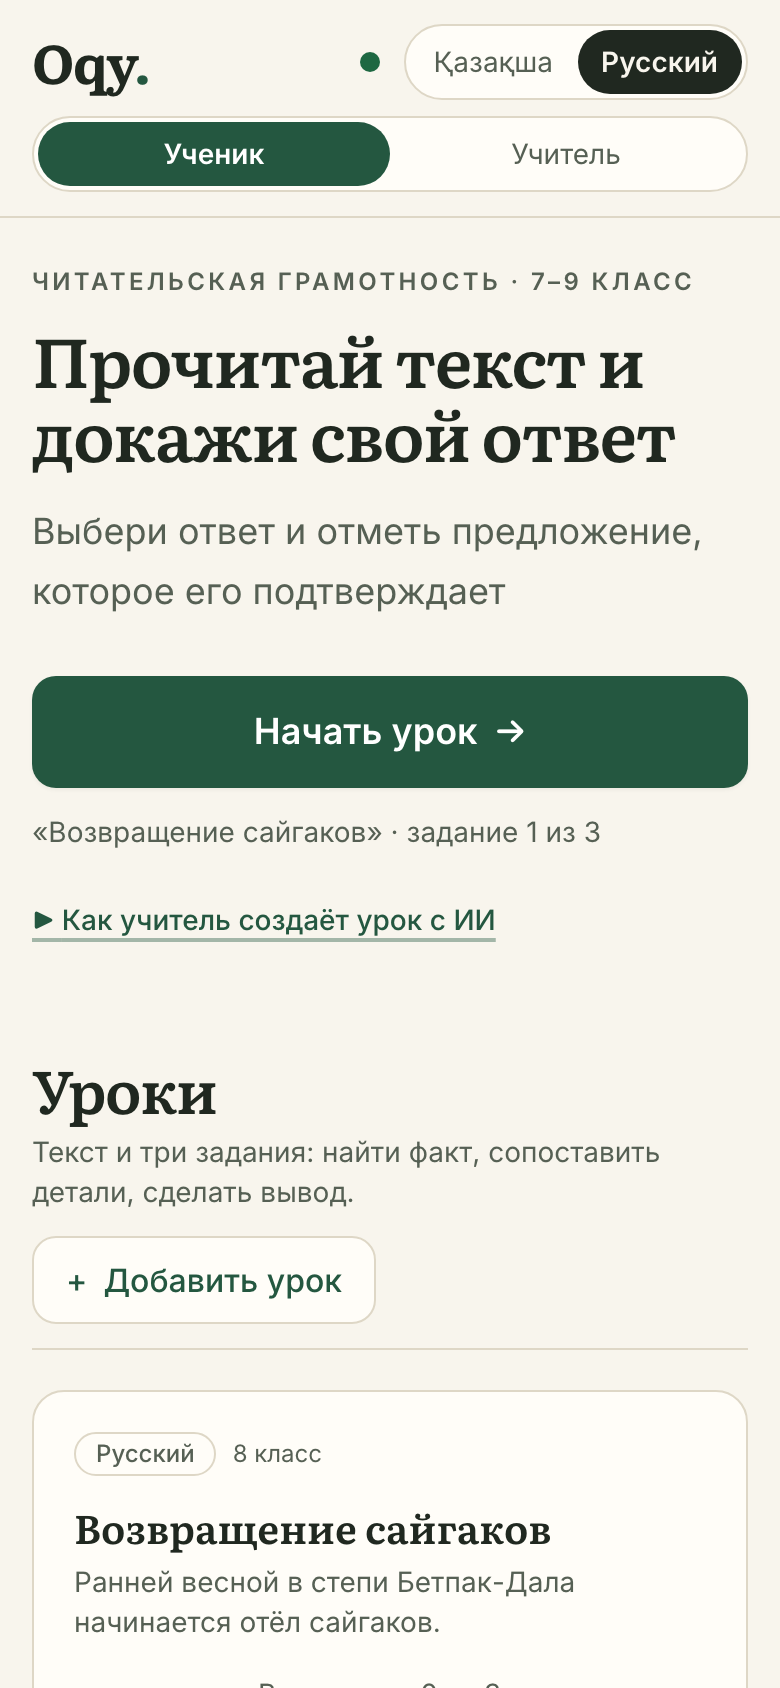 Oqy.
Қазақша
Русский
Ученик
Учитель
ЧИТАТЕЛЬСКАЯ ГРАМОТНОСТЬ · 7–9 КЛАСС
Прочитай текст и
докажи свой ответ
Выбери ответ и отметь предложение,
которое его подтверждает
Начать урок →
«Возвращение сайгаков» · задание 1 из 3
▶ Как учитель создаёт урок с ИИ
Уроки
Текст и три задания: найти факт, сопоставить
детали, сделать вывод.
+ Добавить урок
Русский
8 класс
Возвращение сайгаков
Ранней весной в степи Бетпак-Дала
начинается отёл сайгаков.